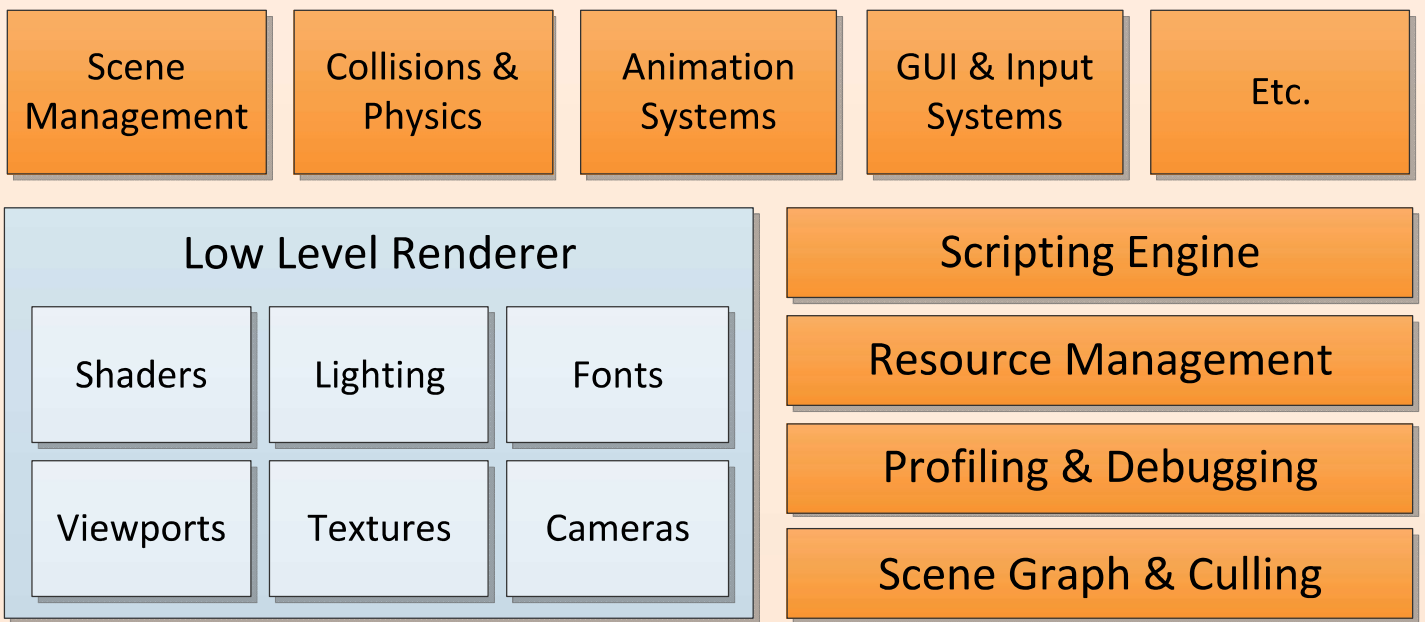 Scene
Management
Collisions &
Physics
Animation
Systems
GUI & Input
Systems
Etc.
Low Level Renderer
Shaders
Lighting
Fonts
Viewports
Textures
Cameras
Scripting Engine
Resource Management
Profiling & Debugging
Scene Graph & Culling